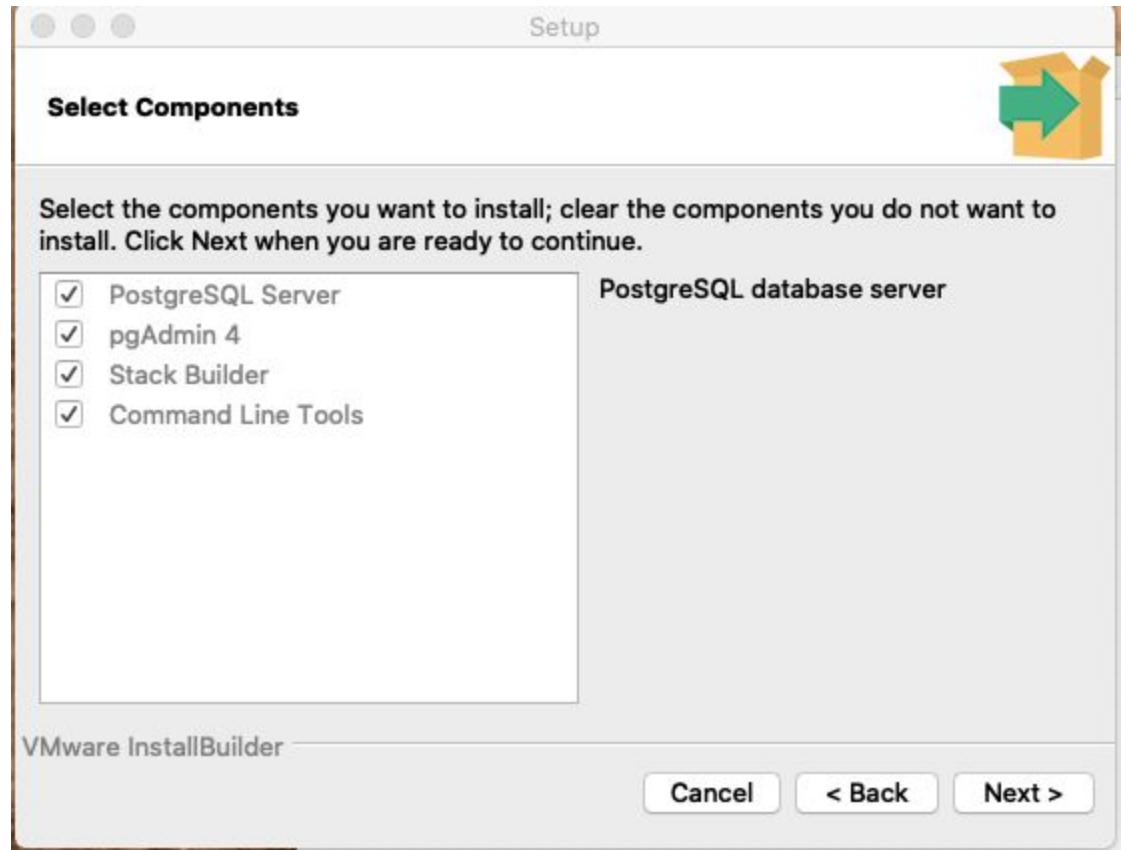 Setup
Select Components
Select the components you want to install; clear the components you do not want to
install. Click Next when you are ready to continue.
PostgreSQL Server
pgAdmin 4
Stack Builder
Command Line Tools
PostgreSQL database server
VMware InstallBuilder
Cancel
< Back
Next >